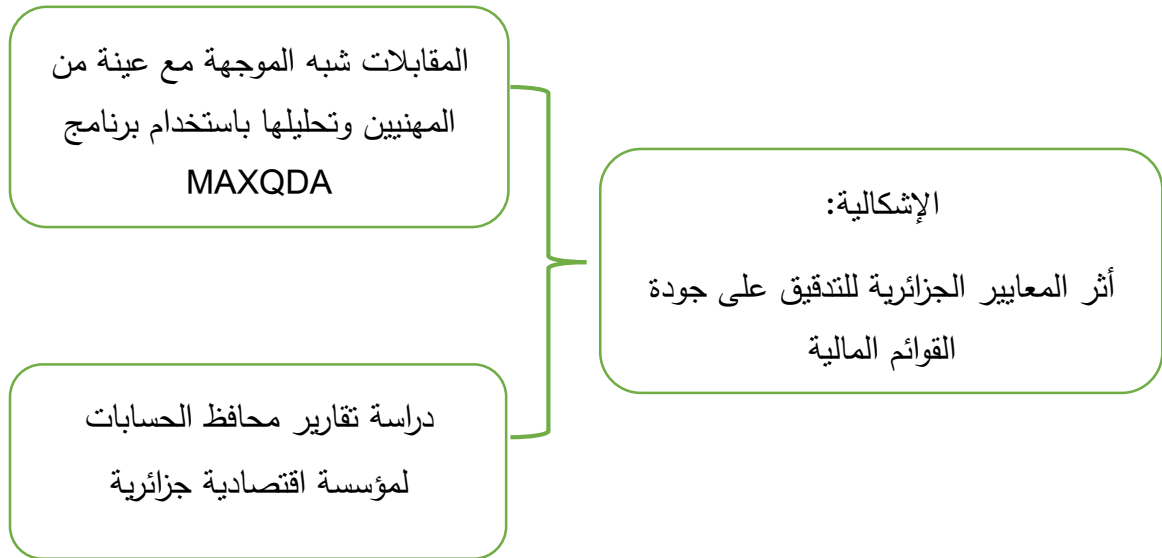 المقابلات شبه الموجهة مع عينة من
المهنيين وتحليلها باستخدام برنامج
MAXQDA
الإشكالية:
أثر المعايير الجزائرية للتدقيق على جودة
القوائم المالية
دراسة تقارير محافظ الحسابات
لمؤسسة اقتصادية جزائرية